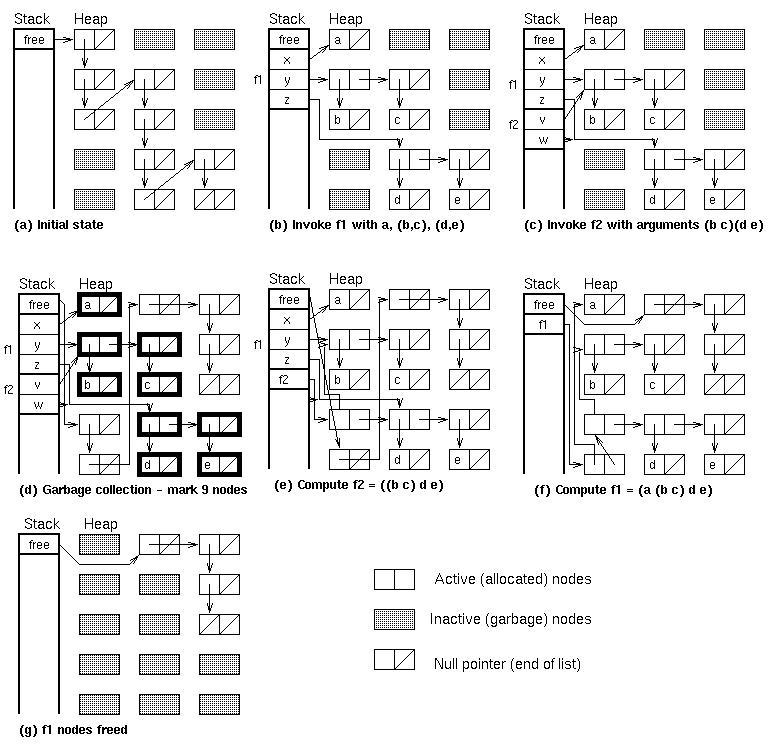 Stack Heap
free
(a) Initial state
Stack Heap
free a
x
f1 y
z b c
d e
(b) Invoke f1 with a, (b,c), (d,e)
Stack Heap
free a
x
f1 y
z
f2 v b c
w
d e
(c) Invoke f2 with arguments (b c)(d e)
Stack Heap
free a
x
f1 y
z
f2 v b c
w
d e
(d) Garbage collection - mark 9 nodes
Stack Heap
free a
x
f1 y
z
f2 b c
d e
(e) Compute f2 = ((b c) d e)
Stack Heap
free a
f1
b c
d e
(f) Compute f1 = (a (b c) d e)
Stack Heap
free
(g) f1 nodes freed
Active (allocated) nodes
Inactive (garbage) nodes
Null pointer (end of list)